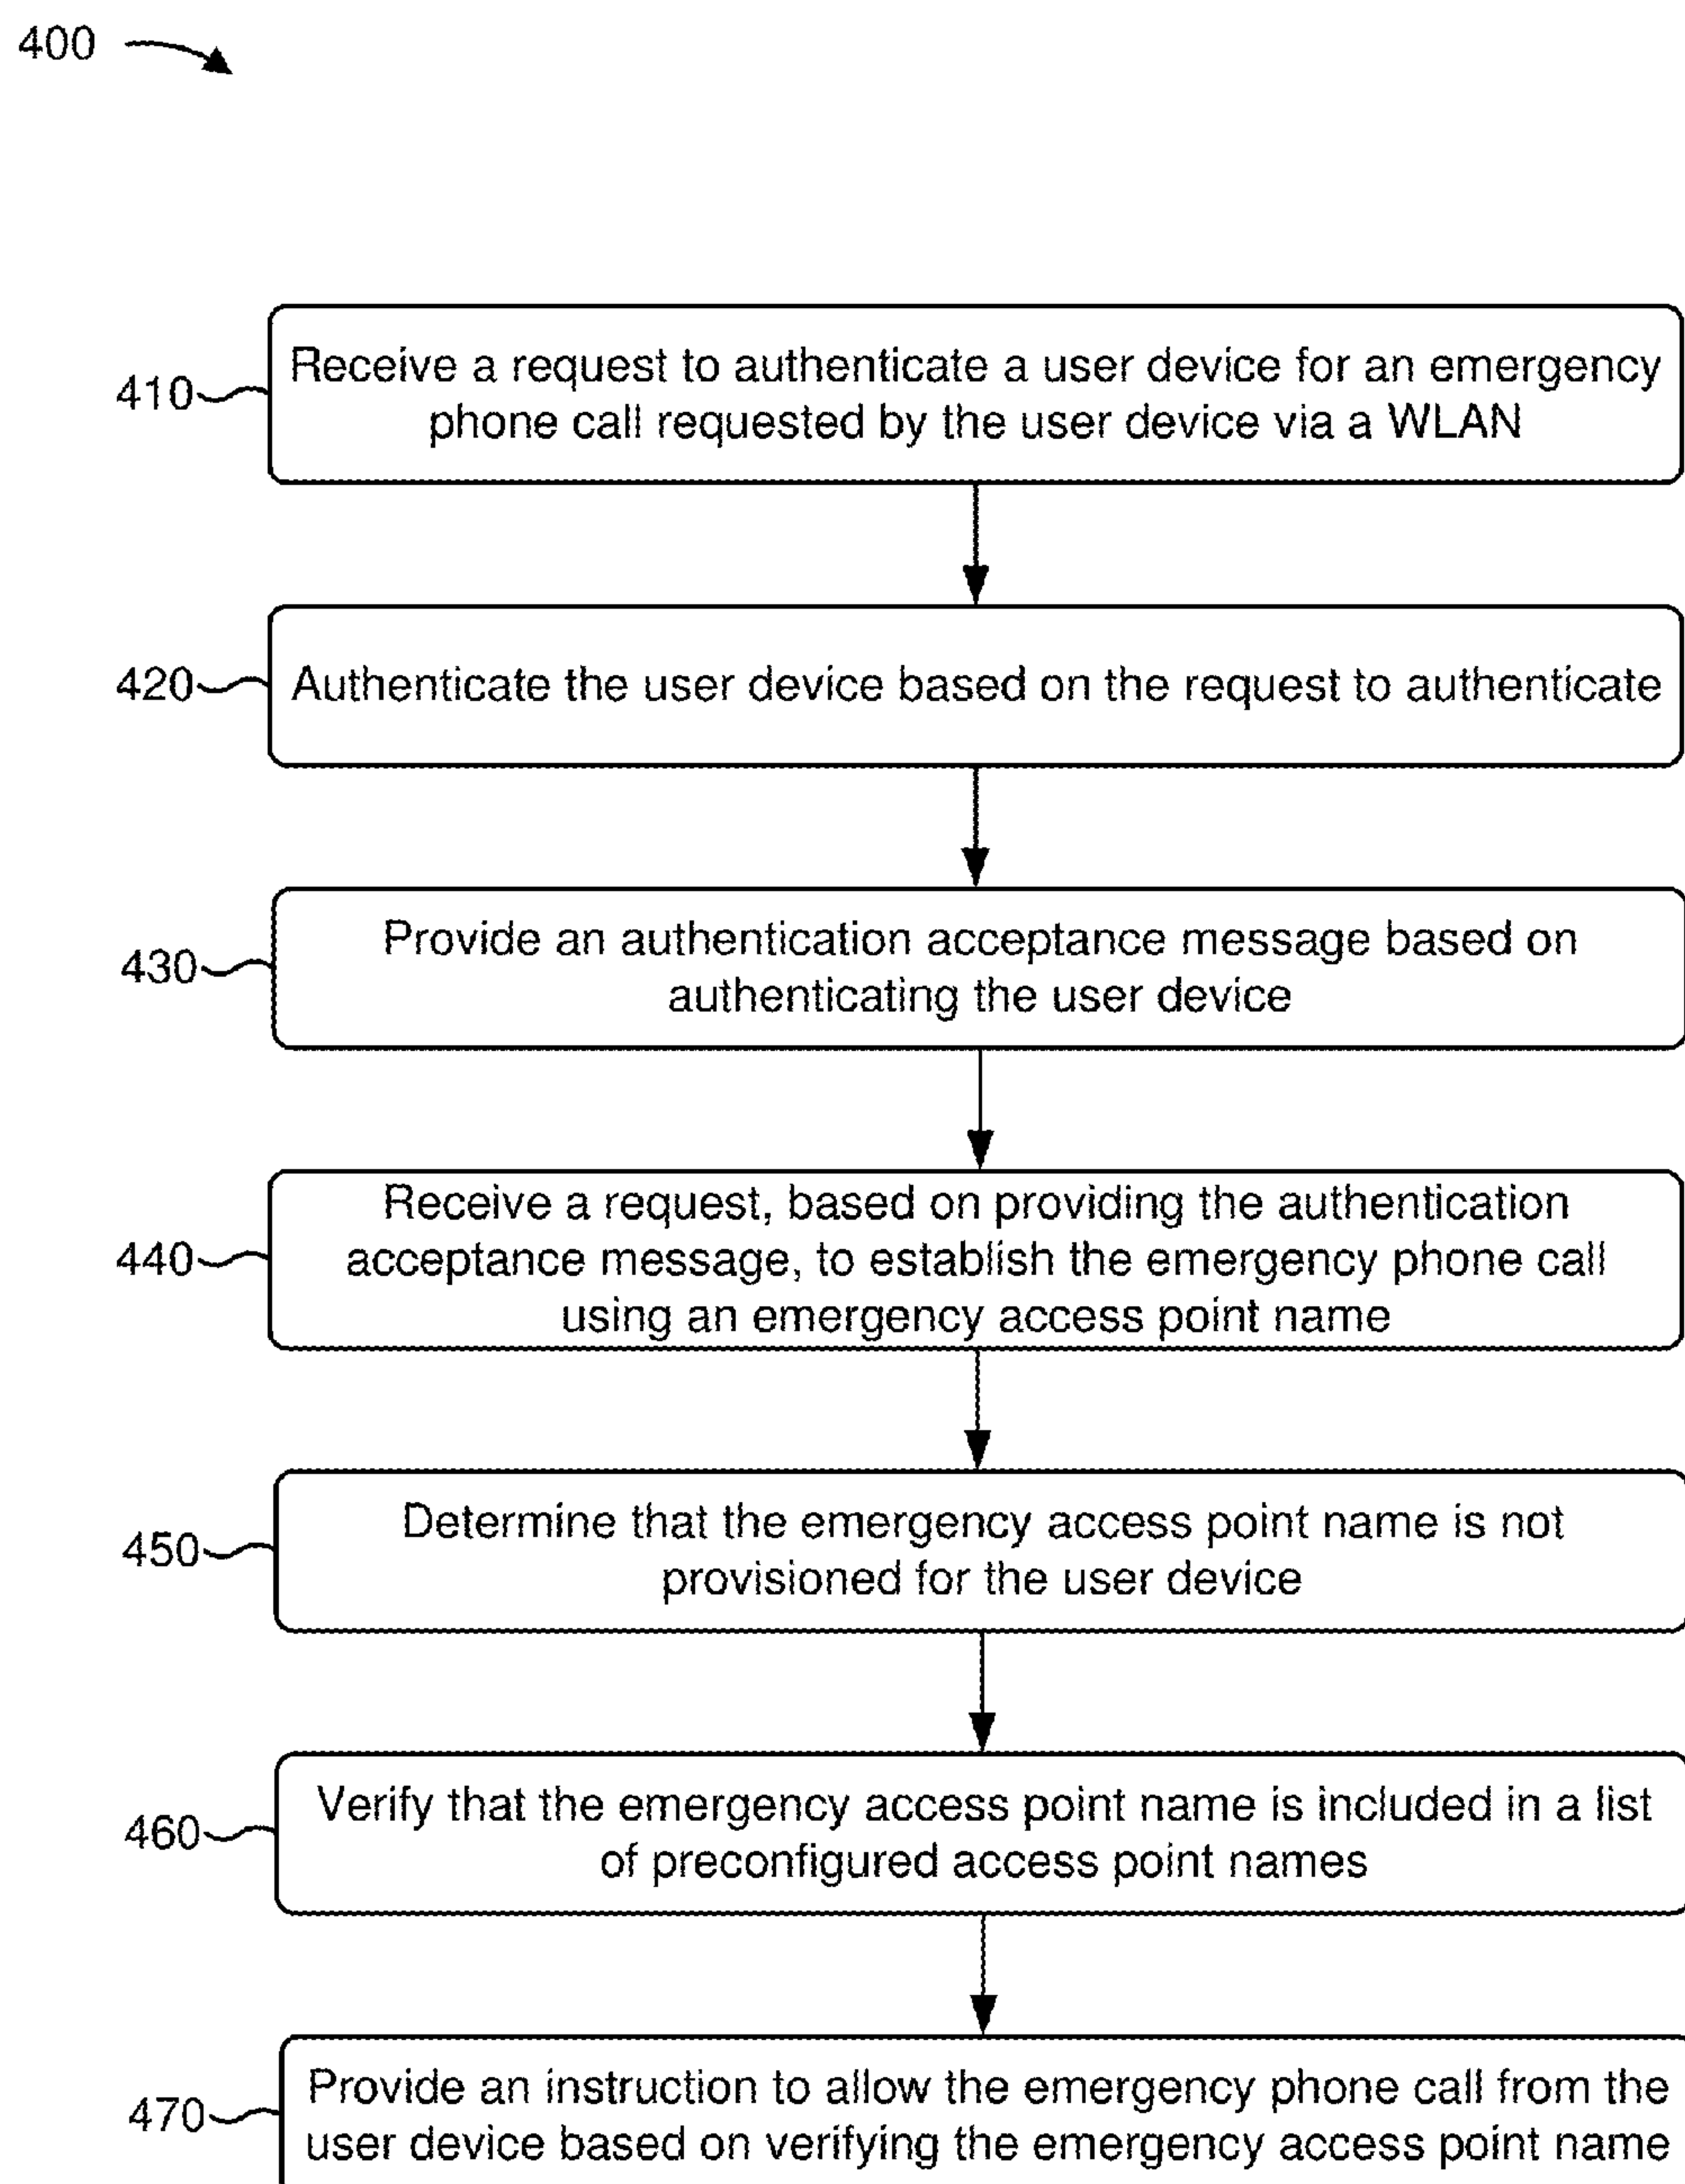 400
410
Receive a request to authenticate a user device for an emergency
phone call requested by the user device via a WLAN
420
Authenticate the user device based on the request to authenticate
430
Provide an authentication acceptance message based on
authenticating the user device
440
Receive a request, based on providing the authentication
acceptance message, to establish the emergency phone call
using an emergency access point name
450
Determine that the emergency access point name is not
provisioned for the user device
460
Verify that the emergency access point name is included in a list
of preconfigured access point names
470
Provide an instruction to allow the emergency phone call from the
user device based on verifying the emergency access point name